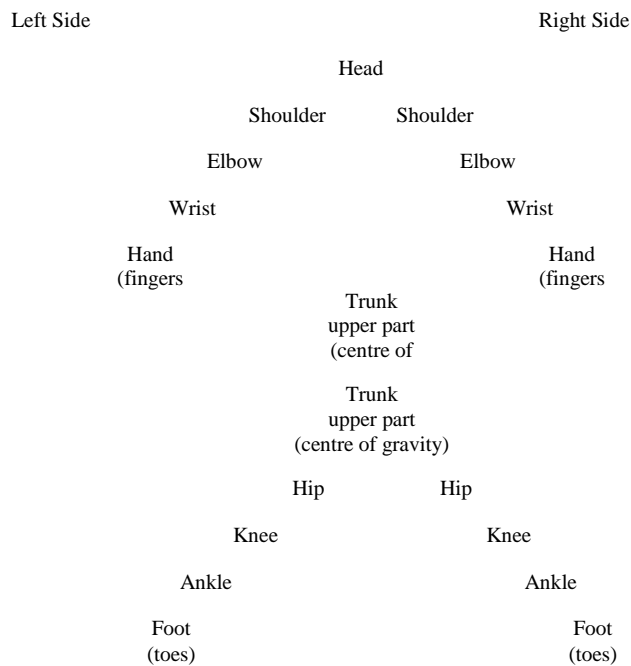 Left Side Right Side
Head
Shoulder Shoulder
Elbow Elbow
Wrist Wrist
Hand Hand
(fingers (fingers
Trunk
upper part
(centre of
Trunk
upper part
(centre of gravity)
Hip Hip
Knee Knee
Ankle Ankle
Foot Foot
(toes) (toes)